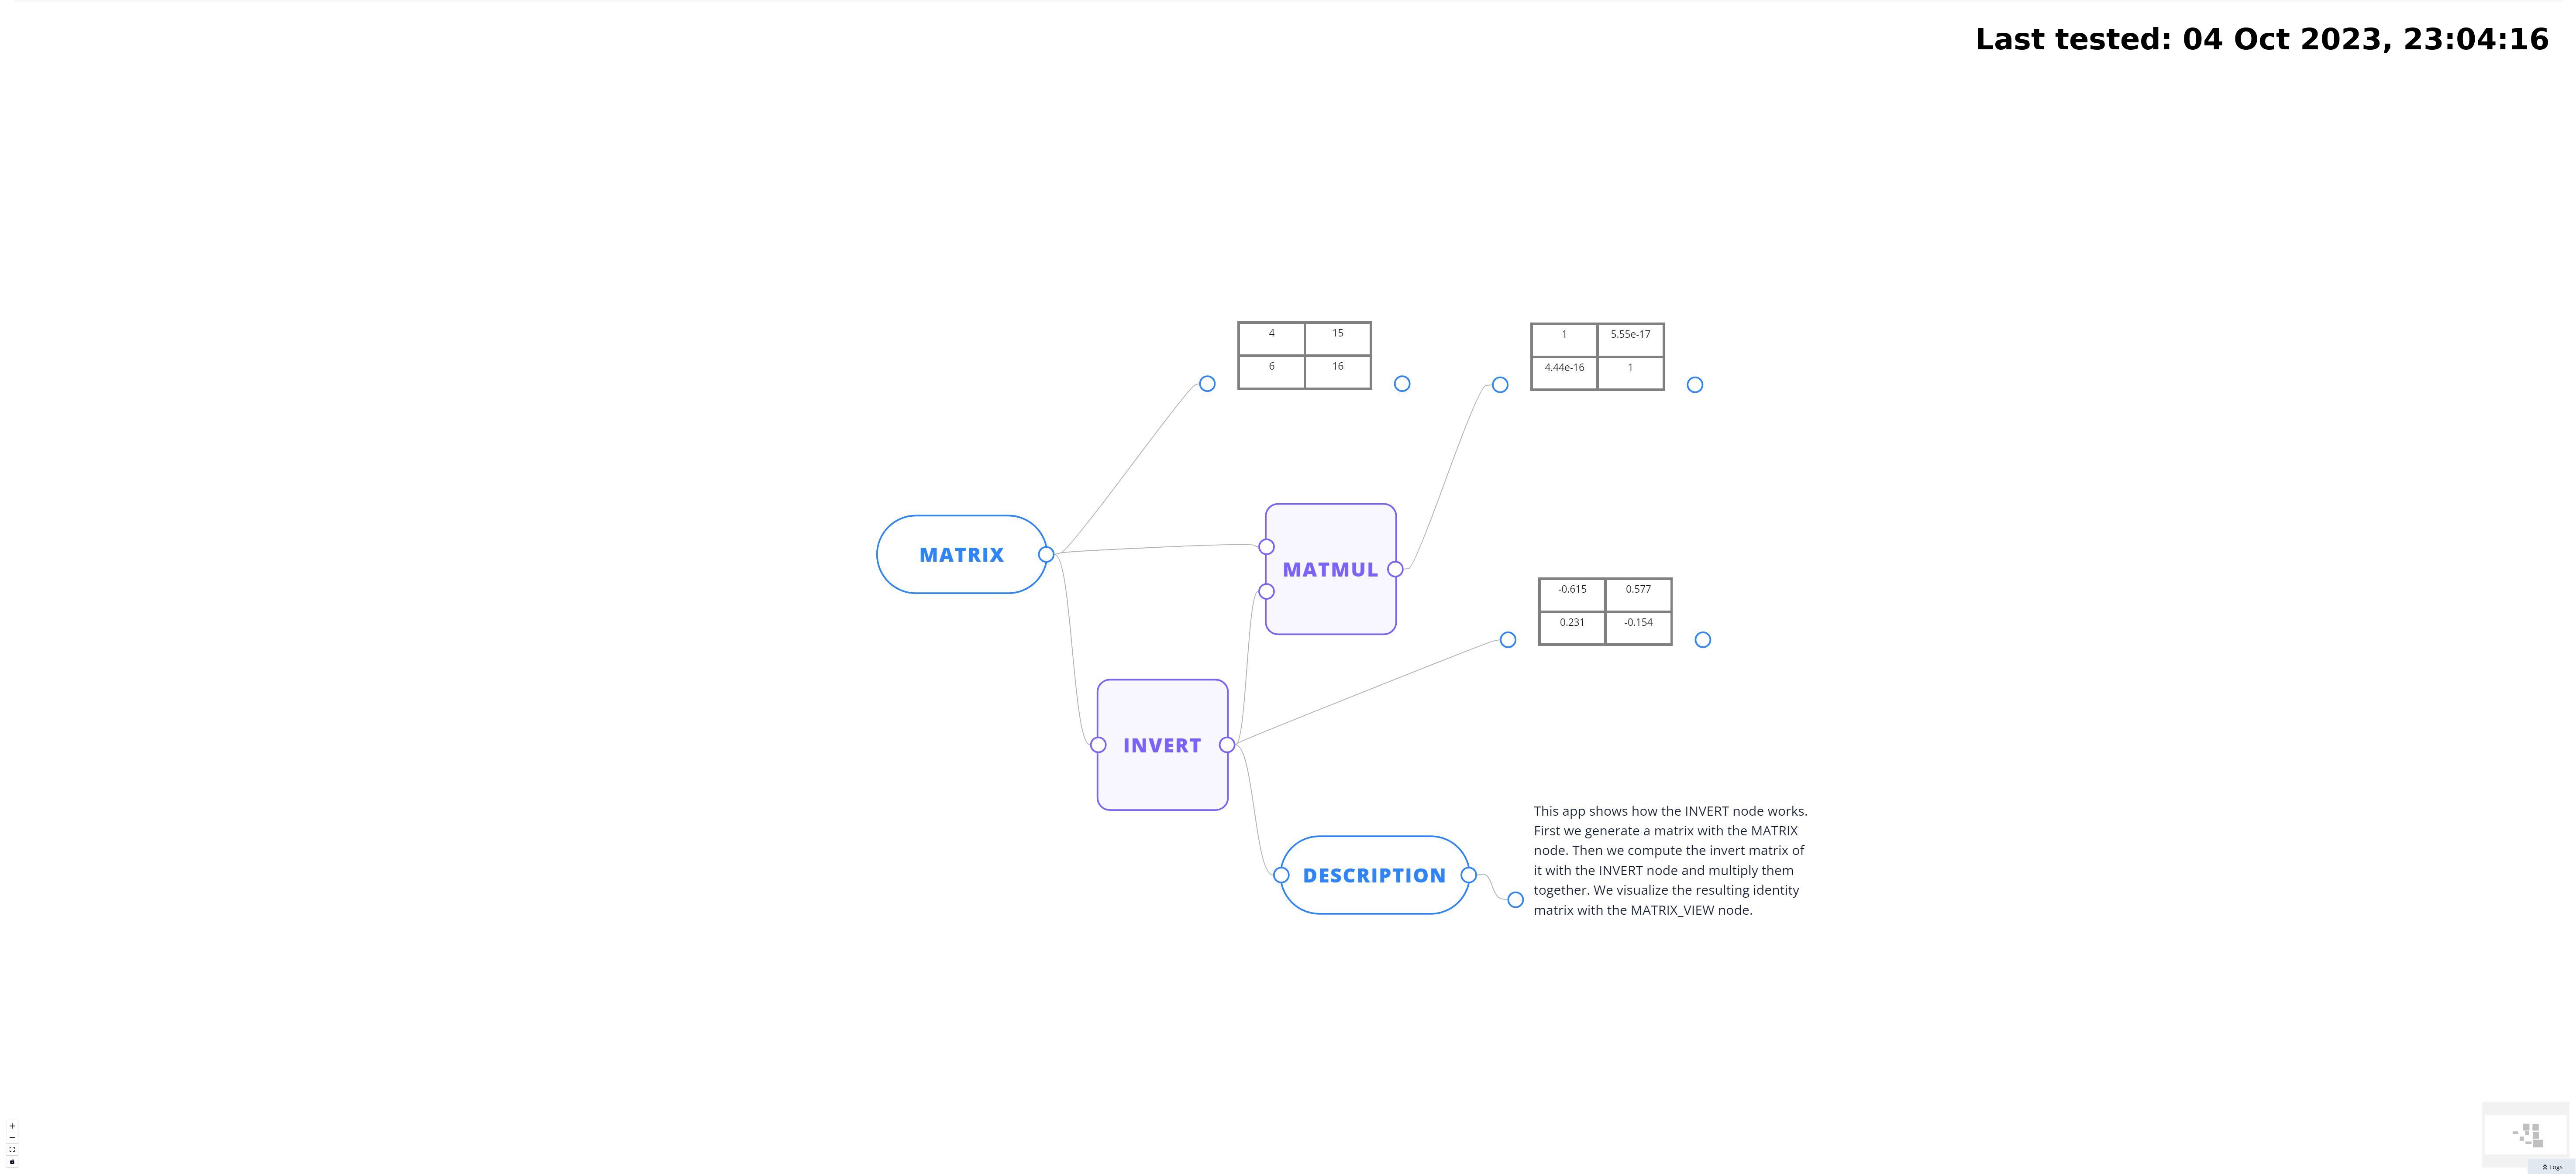 Last tested: 04 Oct 2023, 23:04:16
4 15
6 16
1 5.55e-17
4.44e-16 1
MATRIX
MATMUL
-0.615 0.577
0.231 -0.154
INVERT
This app shows how the INVERT node works.
First we generate a matrix with the MATRIX
node. Then we compute the invert matrix of
it with the INVERT node and multiply them
together. We visualize the resulting identity
matrix with the MATRIX_VIEW node.
DESCRIPTION
Logs